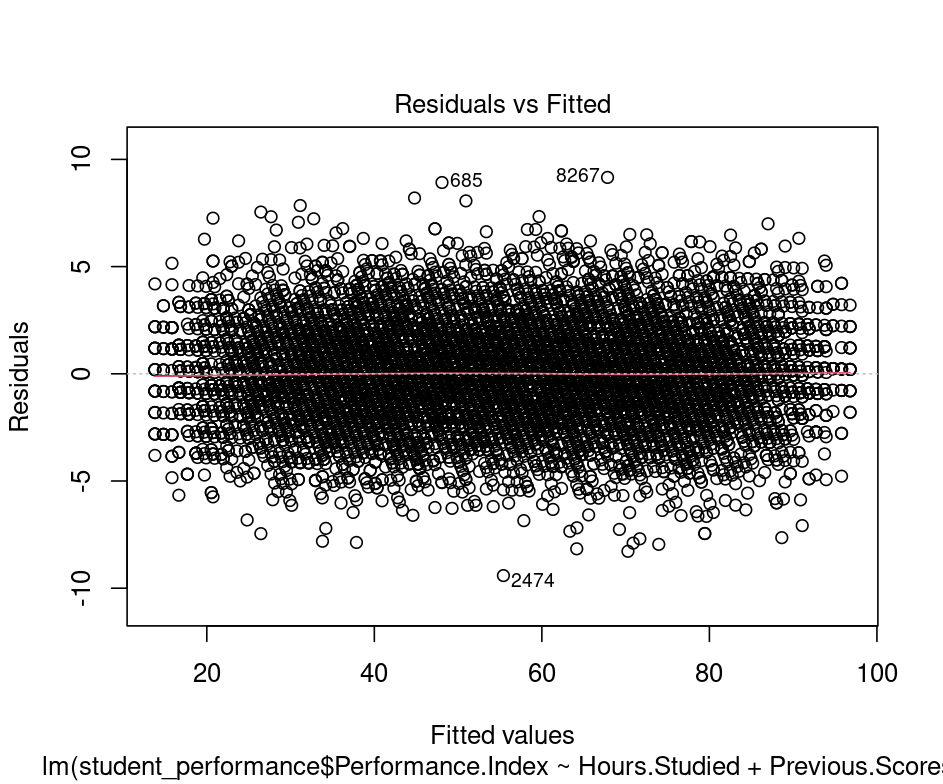 Residuals vs Fitted
10
5
0
-5
-10
Residuals
685
8267
2474
20 40 60 80 100
Fitted values
lm(student_performance$Performance.Index ~ Hours.Studied + Previous.Score